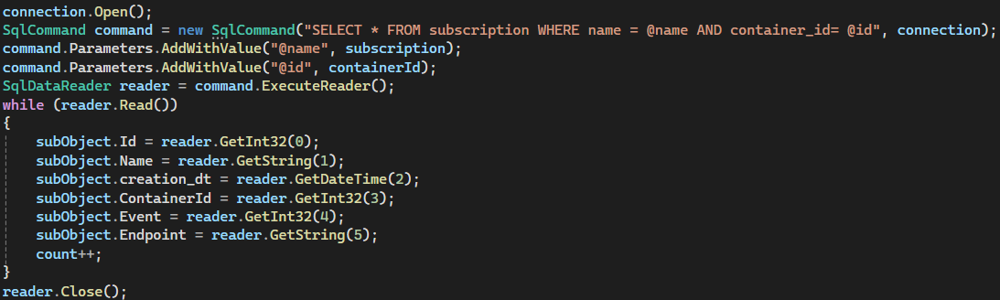 connection.Open();
SqlCommand command = new SqlCommand("SELECT * FROM subscription WHERE name = @name AND container_id= @id", connection);
command.Parameters.AddWithValue("@name", subscription);
command.Parameters.AddWithValue("@id", containerId);
SqlDataReader reader = command.ExecuteReader();
while (reader.Read())
{
    subObject.Id = reader.GetInt32(0);
    subObject.Name = reader.GetString(1);
    subObject.creation_dt = reader.GetDateTime(2);
    subObject.ContainerId = reader.GetInt32(3);
    subObject.Event = reader.GetInt32(4);
    subObject.Endpoint = reader.GetString(5);
    count++;
}
reader.Close();